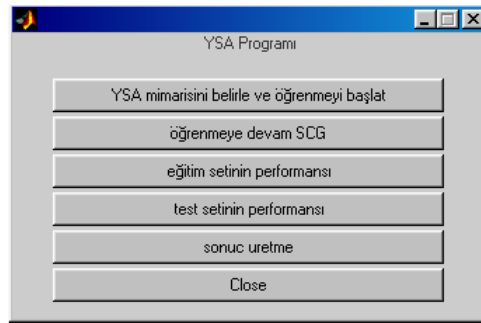 YSA Programı
YSA mimarisini belirle ve öğrenmeyi başlat
öğrenmeye devam SCG
eğitim setinin performansı
test setinin performansı
sonuc uretme
Close